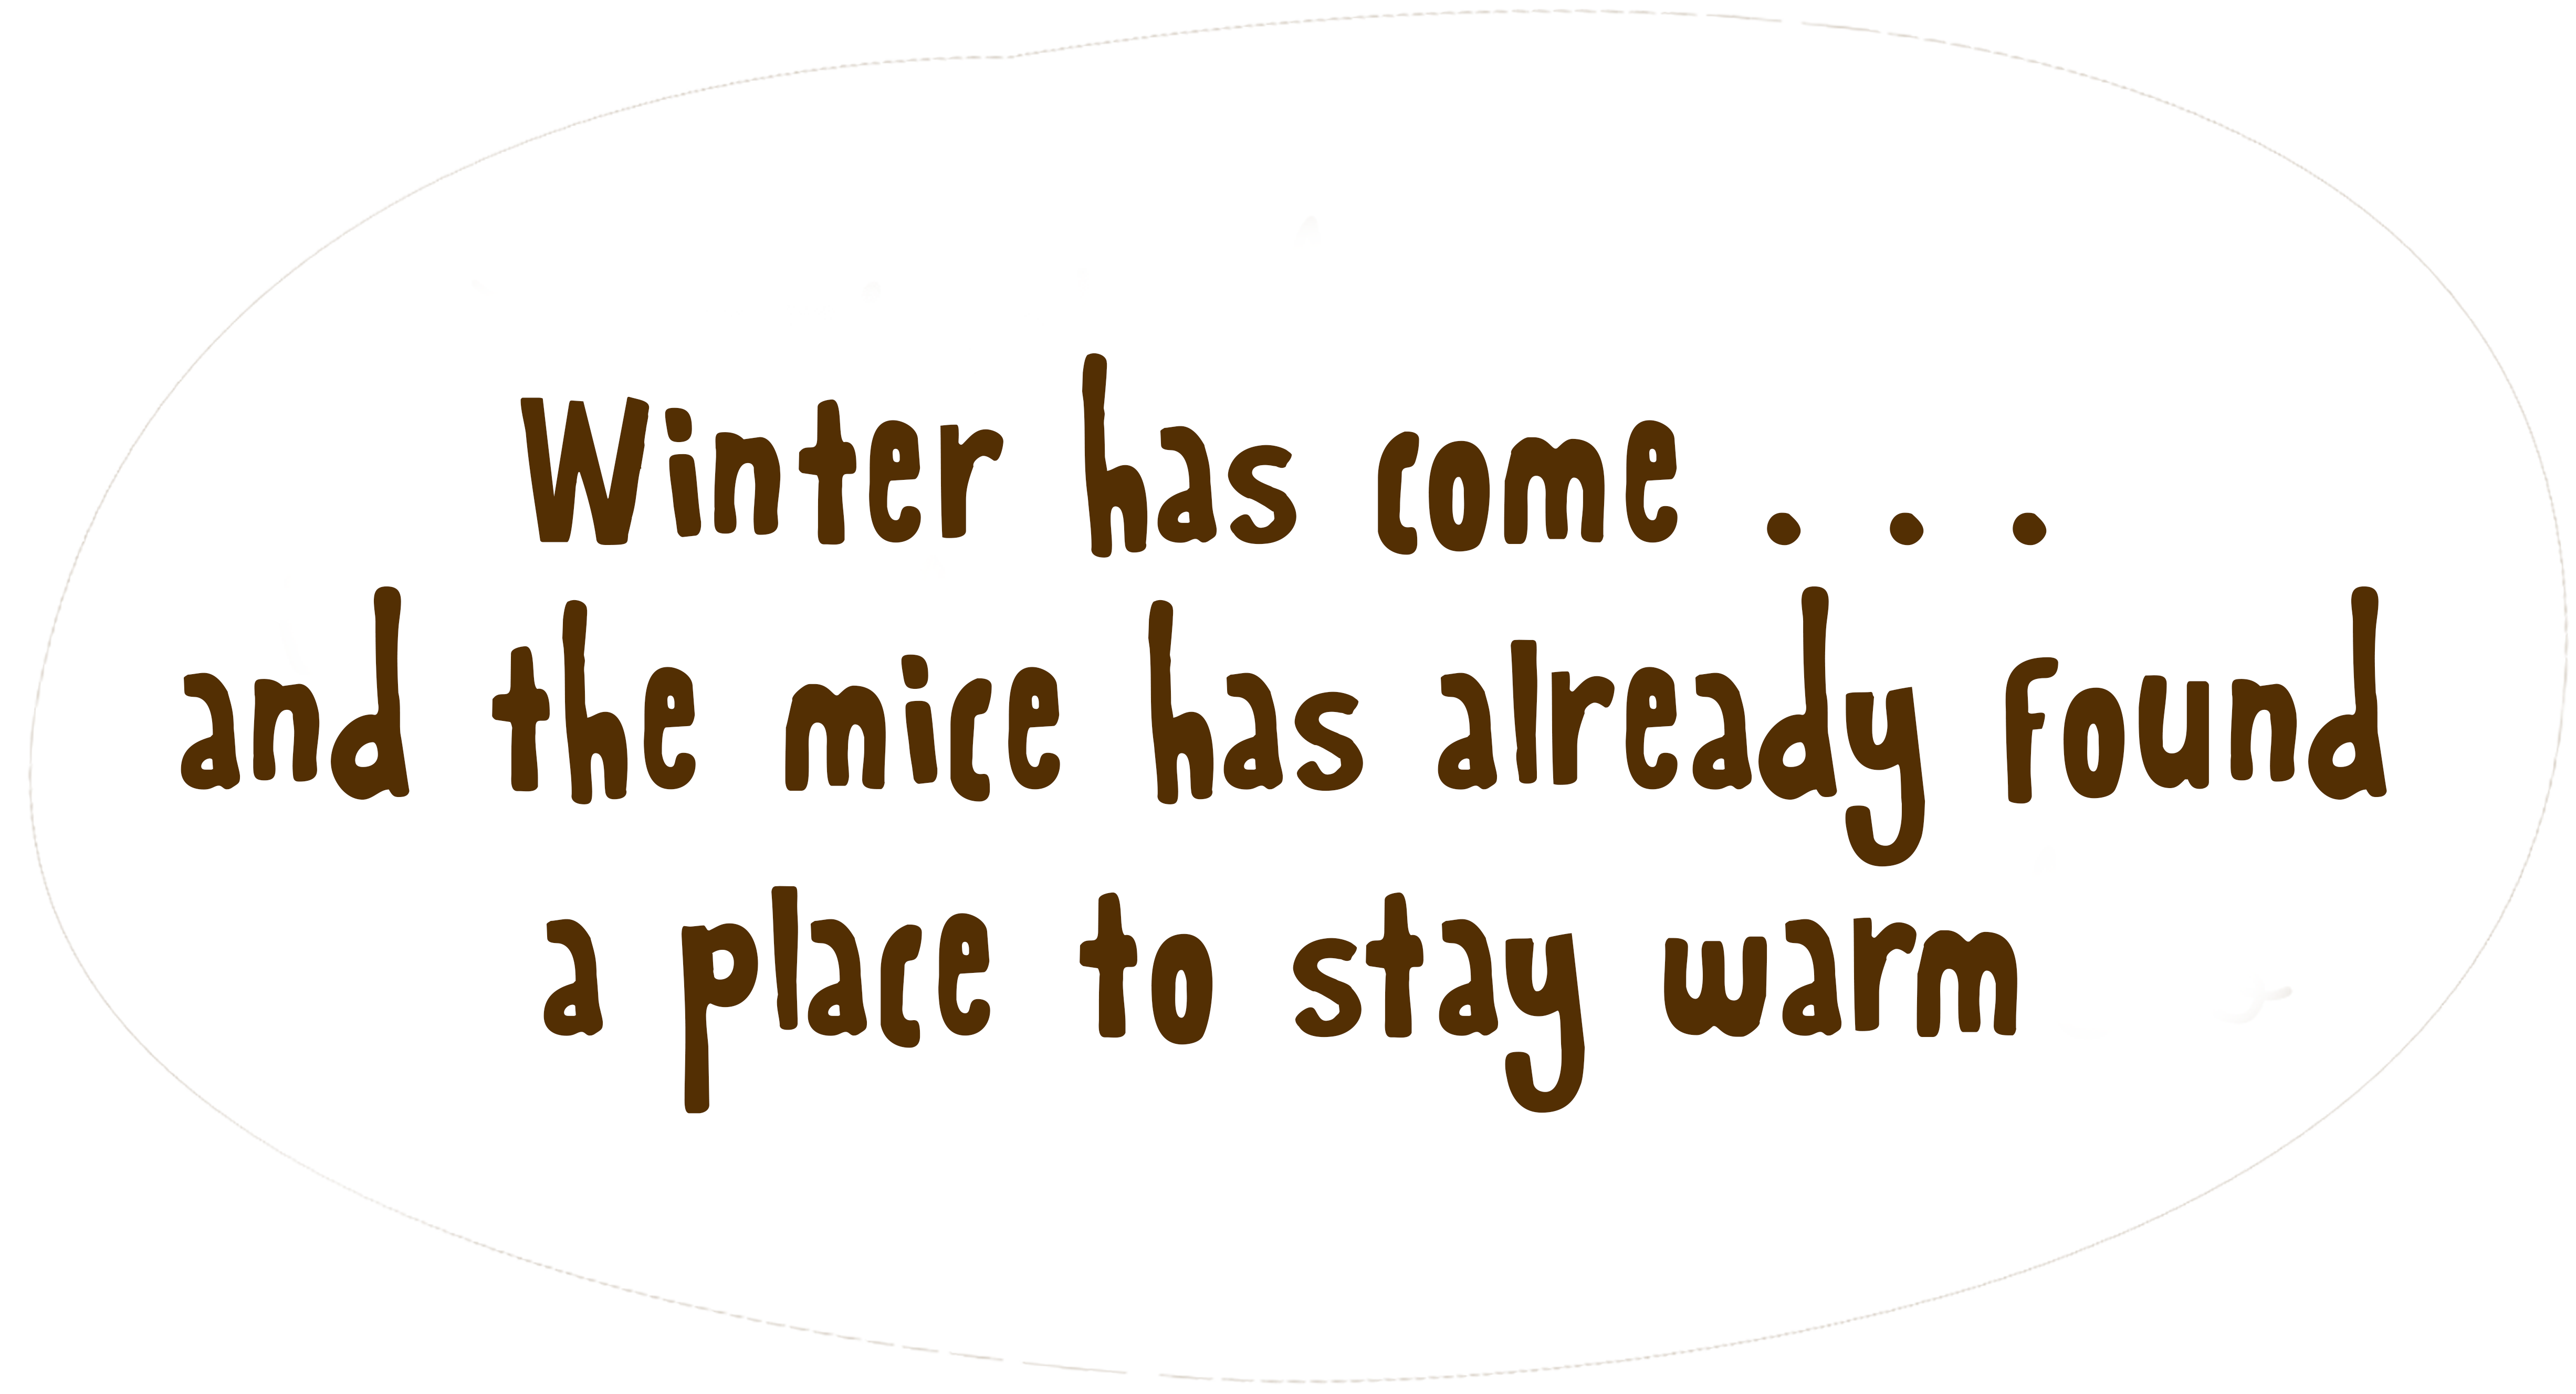 Winter has come . . .
and the mice has already found
a place to stay warm